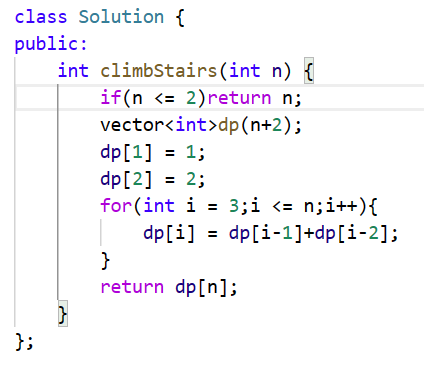 class Solution {
public:
    int climbStairs(int n) {
        if(n <= 2)return n;
        vector<int>dp(n+2);
        dp[1] = 1;
        dp[2] = 2;
        for(int i = 3;i <= n;i++){
            dp[i] = dp[i-1]+dp[i-2];
        }
        return dp[n];
    }
};